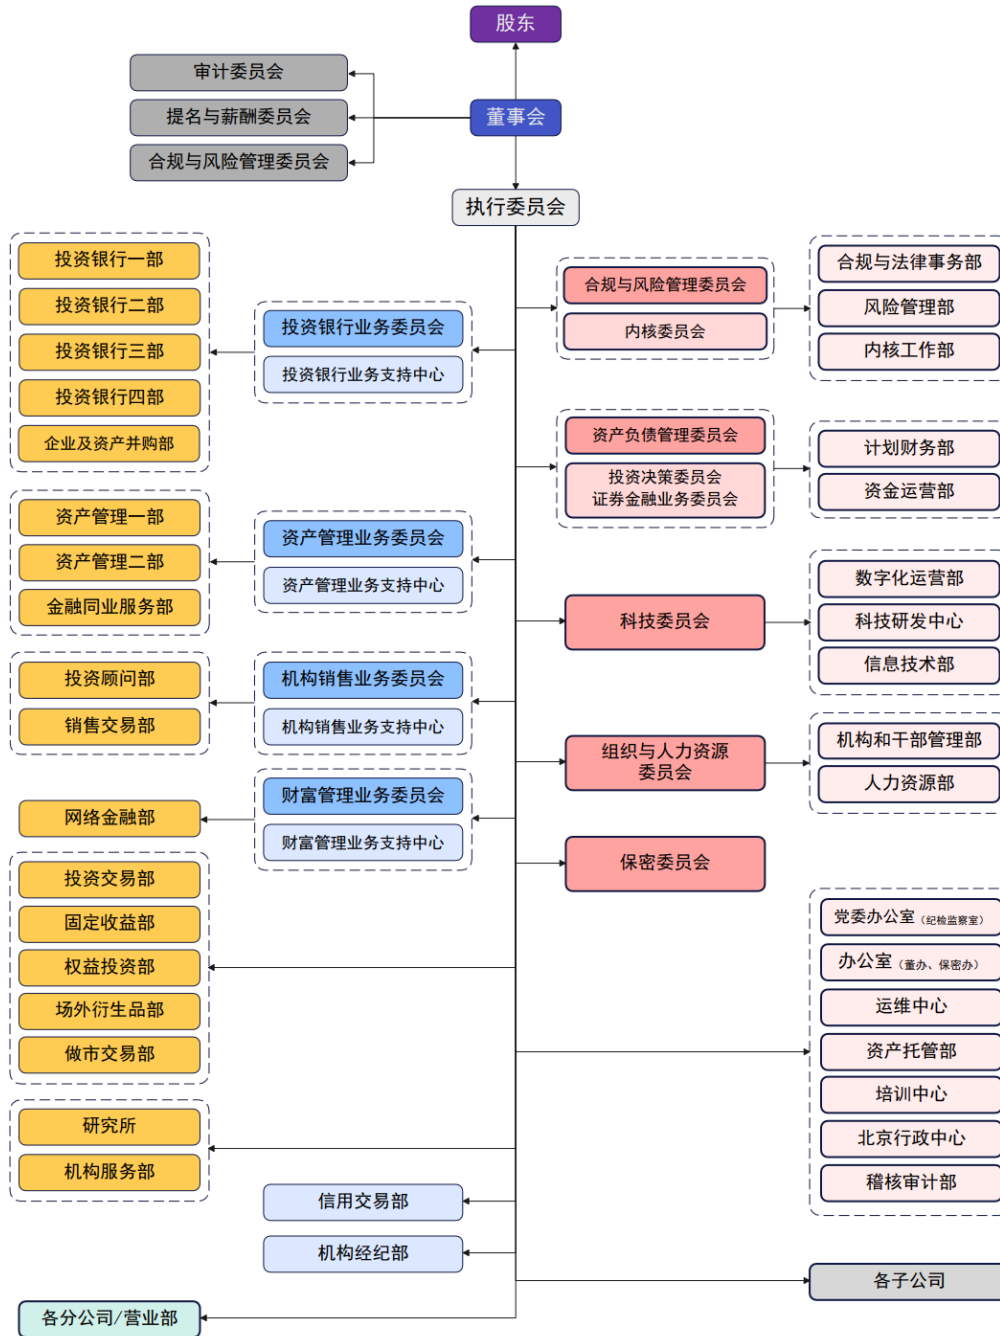 股东
董事会
审计委员会
提名与薪酬委员会
合规与风险管理委员会
执行委员会
投资银行一部
投资银行二部
投资银行三部
投资银行四部
企业及资产并购部
投资银行业务委员会
投资银行业务支持中心
合规与风险管理委员会
内核委员会
合规与法律事务部
风险管理部
内核工作部
资产负债管理委员会
投资决策委员会
证券金融业务委员会
计划财务部
资金运营部
资产管理一部
资产管理二部
金融同业服务部
资产管理业务委员会
资产管理业务支持中心
科技委员会
数字化运营部
科技研发中心
信息技术部
投资顾问部
销售交易部
机构销售业务委员会
机构销售业务支持中心
组织与人力资源
委员会
机构和干部管理部
人力资源部
网络金融部
财富管理业务委员会
财富管理业务支持中心
保密委员会
投资交易部
固定收益部
权益投资部
场外衍生品部
做市交易部
党委办公室（纪检监察室）
办公室（董办、保密办）
运维中心
资产托管部
培训中心
北京行政中心
稽核审计部
研究所
机构服务部
信用交易部
机构经纪部
各子公司
各分公司/营业部